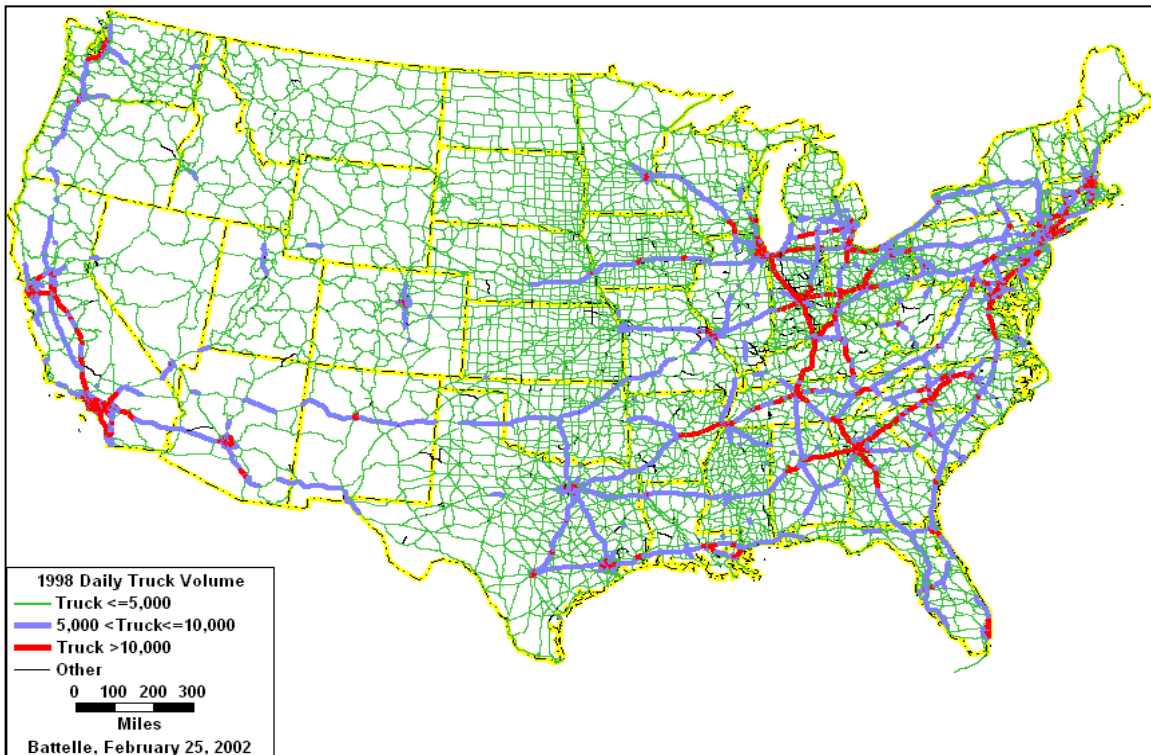 1998 Daily Truck Volume
Truck <=5,000
5,000 <Truck<=10,000
Truck >10,000
Other
0 100 200 300
Miles
Battelle, February 25, 2002